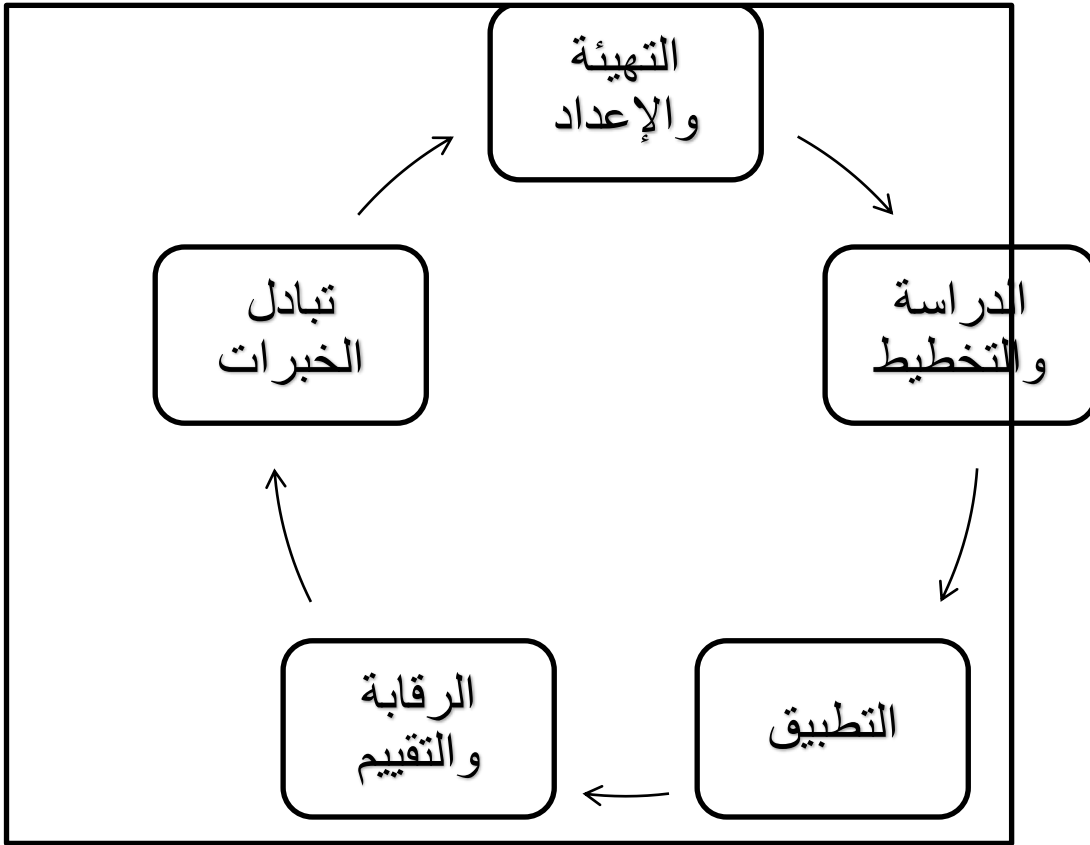 التهيئة
والإعداد
الدراسة
والتخطيط
التطبيق
الرقابة
والتقييم
تبادل
الخبرات